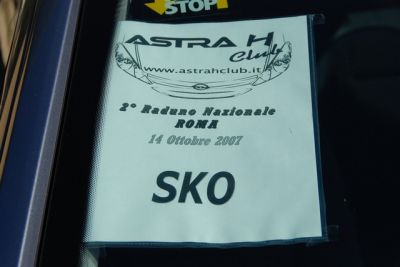 STOP
ASTRA H
Club
www.astrahclub.it
2° Raduno Nazionale
ROMA
14 Ottobre 2007
SKO